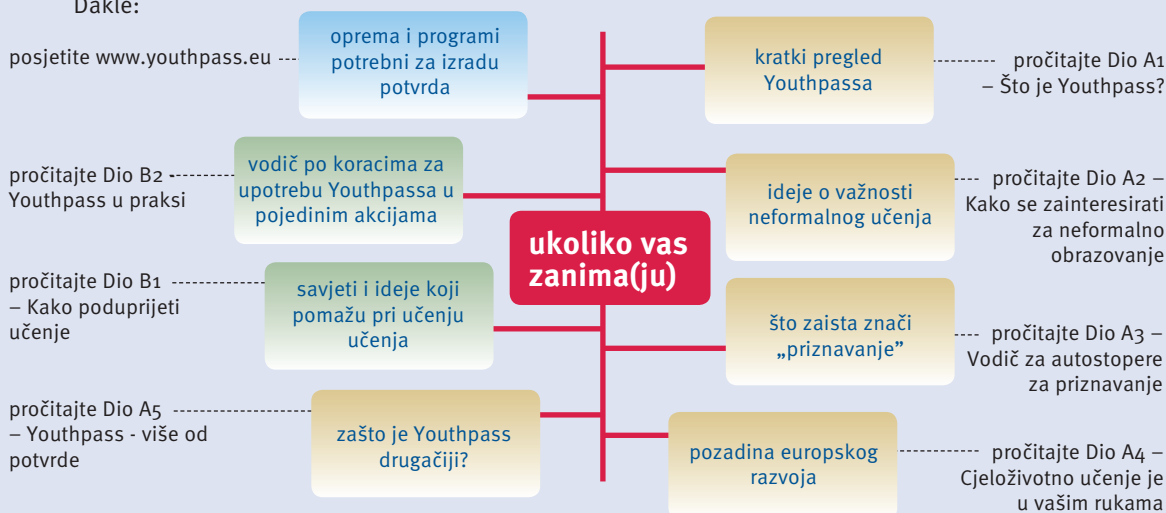 Dakle:
posjetite www.youthpass.eu
oprema i programi
potrebni za izradu
potvrda
kratki pregled
Youthpassa
pročitajte Dio A1
– Što je Youthpass?
pročitajte Dio B2 -
Youthpass u praksi
vodič po koracima za
upotrebu Youthpassa u
pojedinim akcijama
ideje o važnosti
neformalnog učenja
pročitajte Dio A2 –
Kako se zainteresirati
za neformalno
obrazovanje
ukoliko vas
zanima(ju)
pročitajte Dio B1
– Kako poduprijeti
učenje
savjeti i ideje koji
pomažu pri učenju
učenja
što zaista znači
„priznavanje”
pročitajte Dio A3 –
Vodič za autostopere
za priznavanje
pročitajte Dio A5
– Youthpass - više od
potvrde
zašto je Youthpass
drugačiji?
pozadina europskog
razvoja
pročitajte Dio A4 –
Cjeloživotno učenje je
u vašim rukama